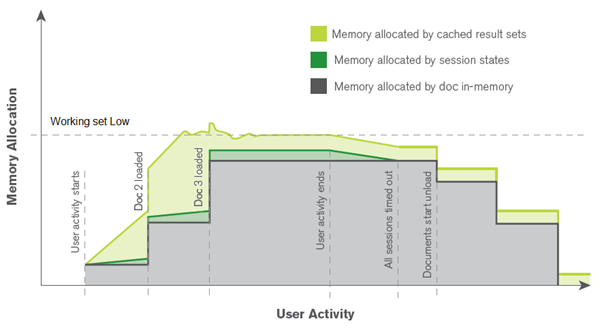 Memory allocated by cached result sets
Memory allocated by session states
Memory allocated by doc in-memory
Working set Low
Memory Allocation
User activity starts
Doc 2 loaded
Doc 3 loaded
User activity ends
All sessions timed out
Documents start unload
User Activity